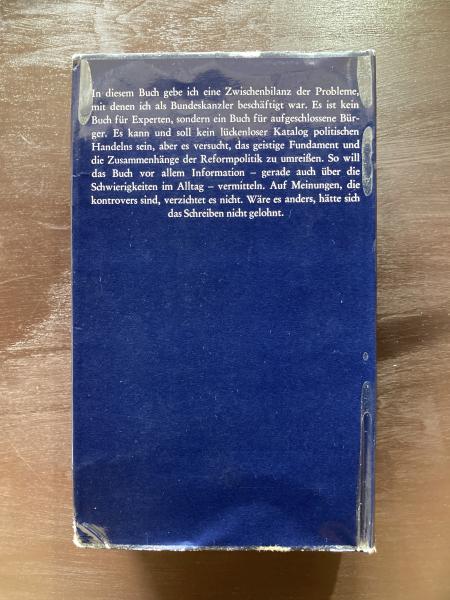 In diesem Buch gebe ich eine Zwischenbilanz der Probleme,
mit denen ich als Bundeskanzler beschäftigt war. Es ist kein
Buch für Experten, sondern ein Buch für aufgeschlossene Bür-
ger. Es kann und soll kein lückenloser Katalog politischen
Handelns sein, aber es versucht, das geistige Fundament und
die Zusammenhänge der Reformpolitik zu umreißen. So will
das Buch vor allem Information – gerade auch über die
Schwierigkeiten im Alltag – vermitteln. Auf Meinungen, die
kontrovers sind, verzichtet es nicht. Wäre es anders, hätte sich
das Schreiben nicht gelohnt.